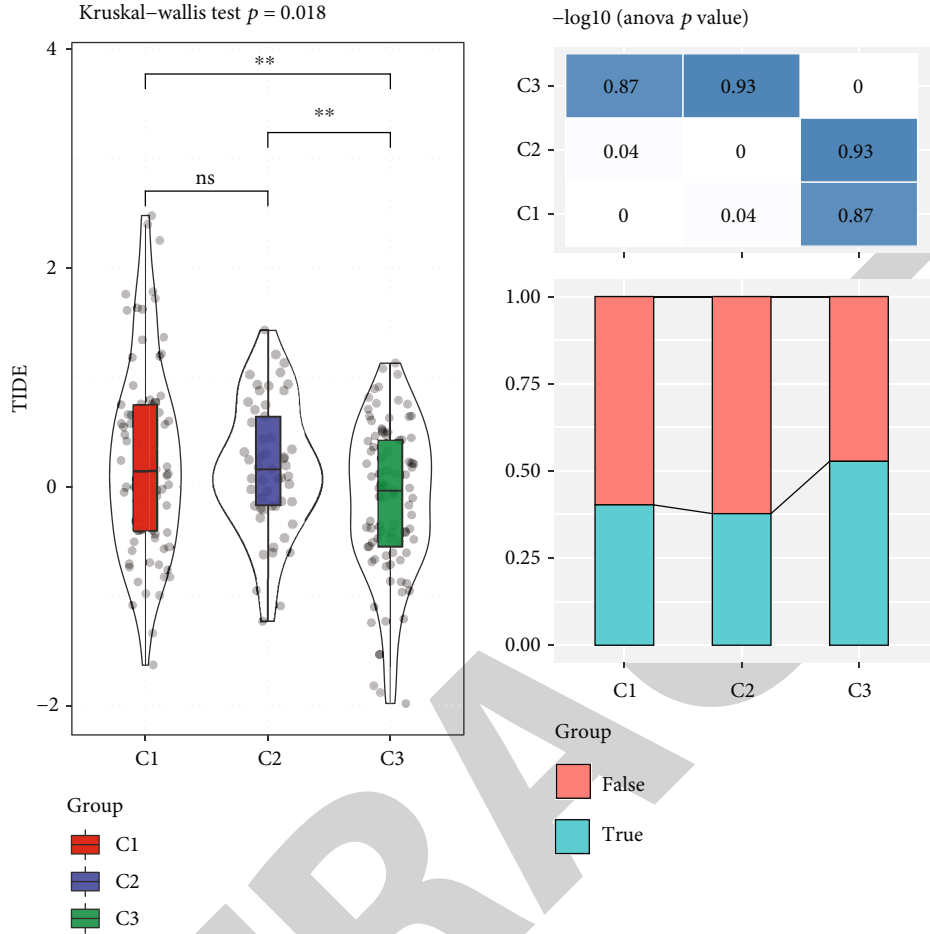 Kruskal−wallis test p = 0.018
TIDE
4
2
0
−2
**
**
ns
C1
C2
C3
Group
C1
C2
C3
−log10 (anova p value)
C3
0.87
0.93
0
C2
0.04
0
0.93
C1
0
0.04
0.87
1.00
0.75
0.50
0.25
0.00
C1
C2
C3
Group
False
True